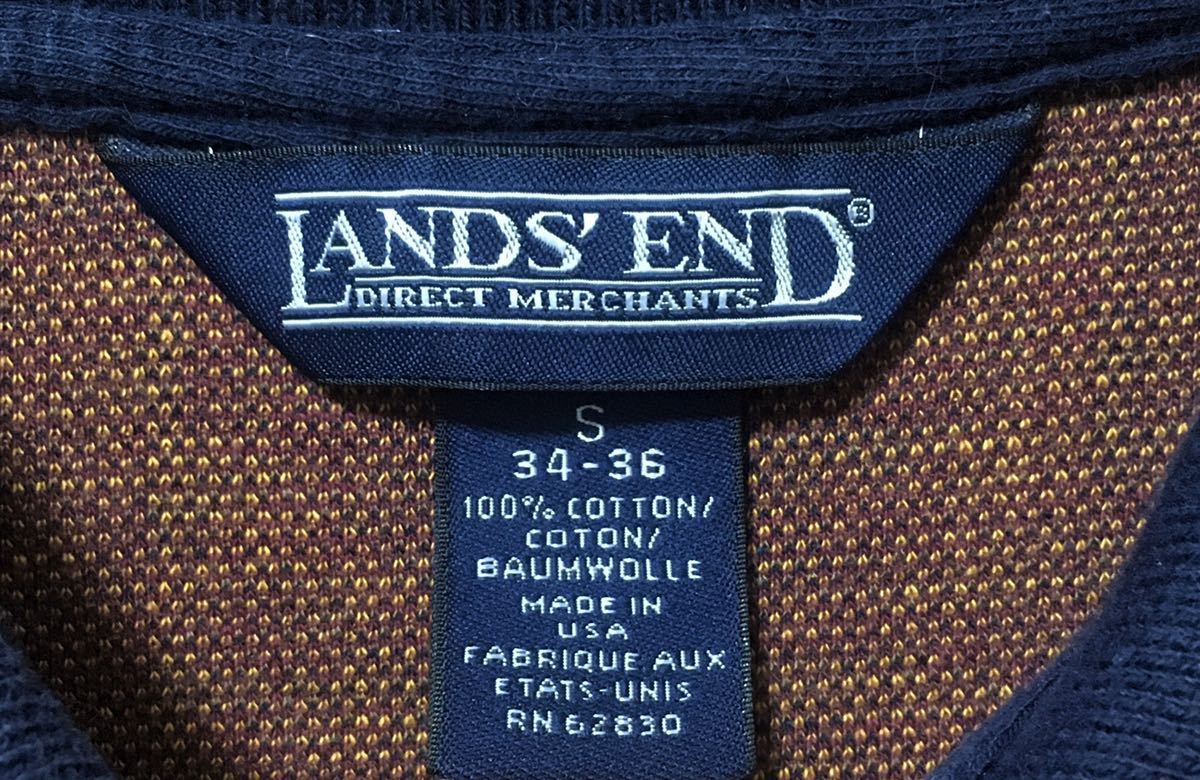 LANDS' END®
DIRECT MERCHANTS
S
34-36
100% COTTON/
COTON/
BAUMWOLLE
MADE IN
USA
FABRIQUE AUX
ETATS-UNIS
RN 62830